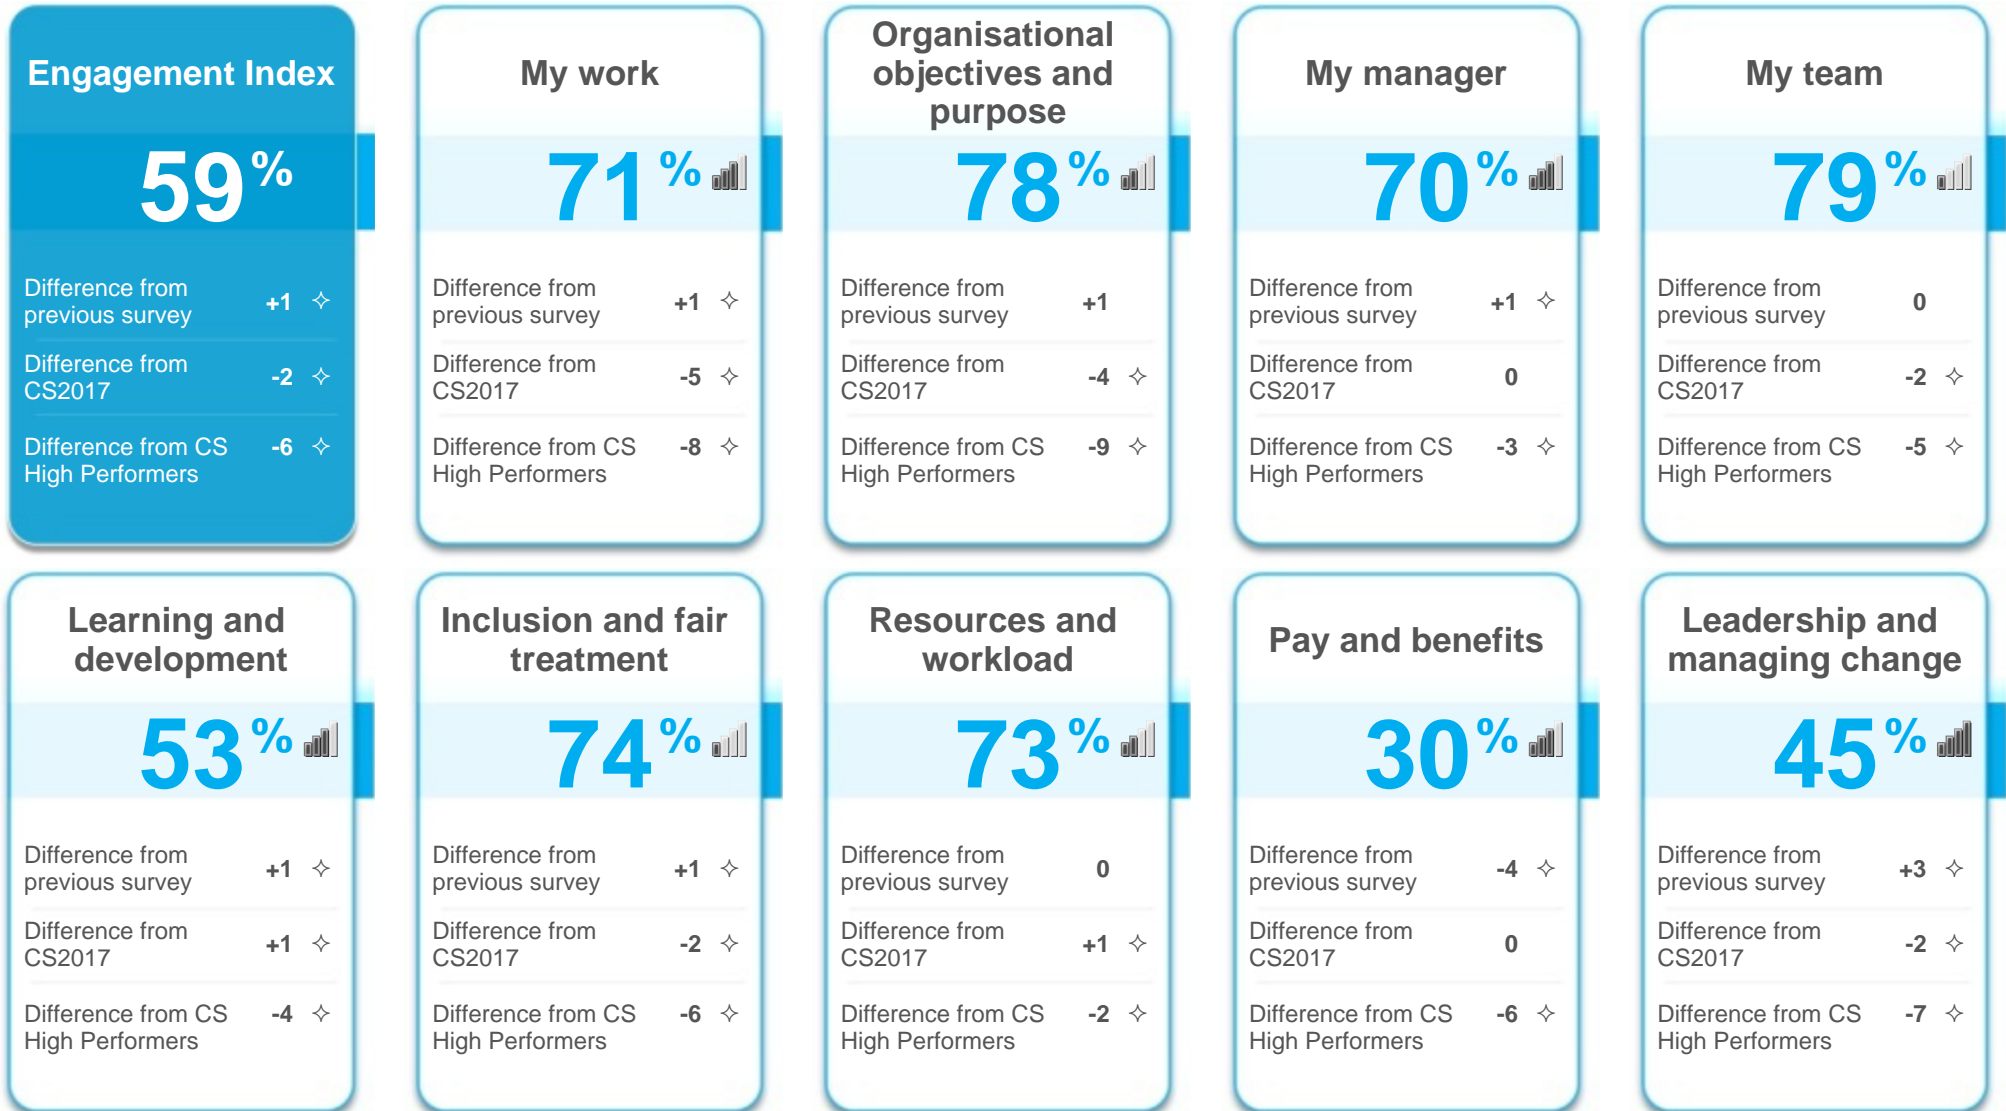 Engagement Index
59%
Difference from
previous survey +1 ✧
Difference from
CS2017 -2 ✧
Difference from CS
High Performers -6 ✧
My work
71%
Difference from
previous survey +1 ✧
Difference from
CS2017 -5 ✧
Difference from CS
High Performers -8 ✧
Organisational
objectives and
purpose
78%
Difference from
previous survey +1
Difference from
CS2017 -4 ✧
Difference from CS
High Performers -9 ✧
My manager
70%
Difference from
previous survey +1 ✧
Difference from
CS2017 0
Difference from CS
High Performers -3 ✧
My team
79%
Difference from
previous survey 0
Difference from
CS2017 -2 ✧
Difference from CS
High Performers -5 ✧
Learning and
development
53%
Difference from
previous survey +1 ✧
Difference from
CS2017 +1 ✧
Difference from CS
High Performers -4 ✧
Inclusion and fair
treatment
74%
Difference from
previous survey +1 ✧
Difference from
CS2017 -2 ✧
Difference from CS
High Performers -6 ✧
Resources and
workload
73%
Difference from
previous survey 0
Difference from
CS2017 +1 ✧
Difference from CS
High Performers -2 ✧
Pay and benefits
30%
Difference from
previous survey -4 ✧
Difference from
CS2017 0
Difference from CS
High Performers -6 ✧
Leadership and
managing change
45%
Difference from
previous survey +3 ✧
Difference from
CS2017 -2 ✧
Difference from CS
High Performers -7 ✧